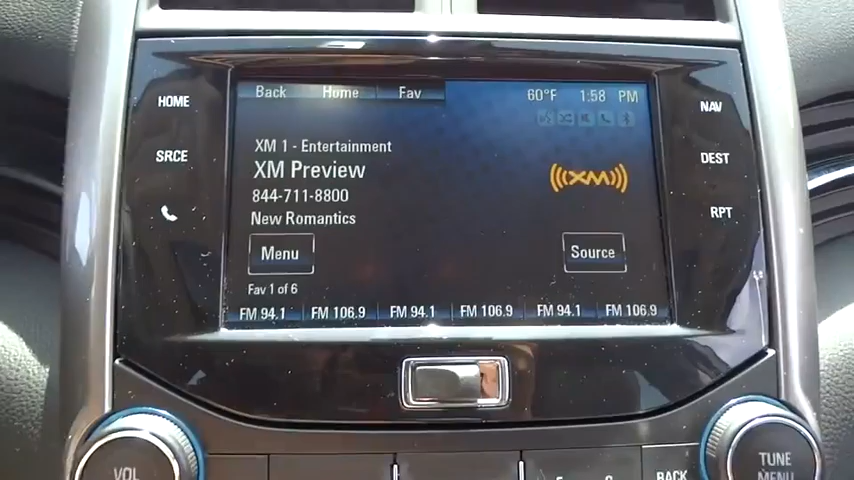 Back Home Fav 60°F 1:58 PM
HOME
SRCE
XM 1 - Entertainment
XM Preview
844-711-8800
New Romantics
((XM))
Menu
Source
Fav 1 of 6
FM 94.1 FM 106.9 FM 94.1 FM 106.9 FM 94.1 FM 106.9
NAV
DEST
RPT
VOL
BACK
TUNE
MENU